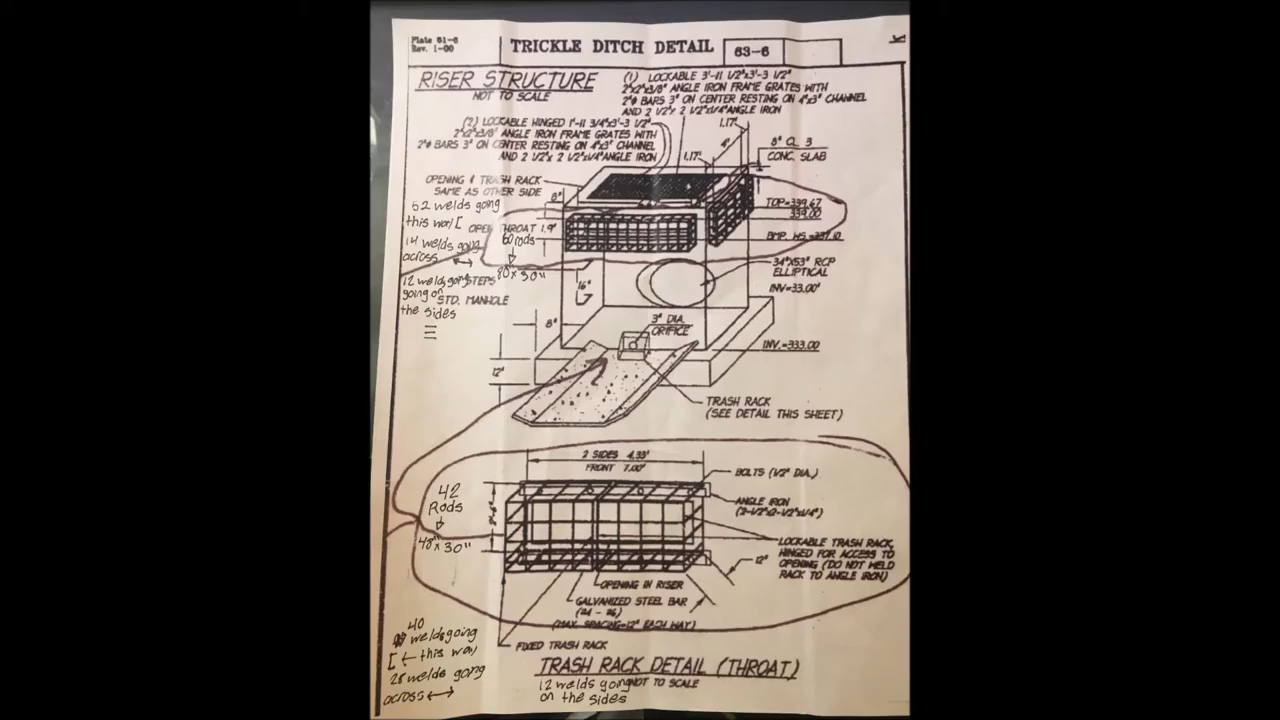 Plate 61-6
Rev. 1-00
TRICKLE DITCH DETAIL
63-6
K
RISER STRUCTURE
NOT TO SCALE
(1) LOCKABLE 3'-11 1/2"x3'-3 1/2"
2"x2"x3/8" ANGLE IRON FRAME GRATES WITH
2"φ BARS 3" ON CENTER RESTING ON 4"x3" CHANNEL
AND 2 1/2"x 2 1/2"x1/4"ANGLE IRON
(2) LOCKABLE HINGED 1'-11 3/4"x3'-3 1/2"
2"x2"x3/8" ANGLE IRON FRAME GRATES WITH
2"φ BARS 3" ON CENTER RESTING ON 4"x3" CHANNEL
AND 2 1/2"x 2 1/2"x1/4"ANGLE IRON
1.17'
4'
1.17'
8" CL 3
CONC. SLAB
OPENING & TRASH RACK
SAME AS OTHER SIDE
8"
TOP=339.67
339.00
52 welds going
this way [
OPEN THROAT 1.9'
60 rods
80" x 30"
14 welds going
across ↔
12 welds going
going on
the sides
STEPS
STD. MANHOLE
16"
34"X53" RCP
ELLIPTICAL
INV=33.00'
8"
3" DIA.
ORIFICE
INV.=333.00
12"
TRASH RACK
(SEE DETAIL THIS SHEET)
2 SIDES 4.33'
FRONT 7.00'
BOLTS (1/2" DIA.)
42
Rods
48" x 30"
2'-6"
ANGLE IRON
(2-1/2"x2-1/2"x1/4")
LOCKABLE TRASH RACK,
HINGED FOR ACCESS TO
OPENING (DO NOT WELD
RACK TO ANGLE IRON)
12"
OPENING IN RISER
GALVANIZED STEEL BAR
(MAX. SPACING=12" EACH WAY)
FIXED TRASH RACK
40
welds going
[ ← this way
28 welds going
across ↔
TRASH RACK DETAIL (THROAT)
NOT TO SCALE
12 welds going
on the sides